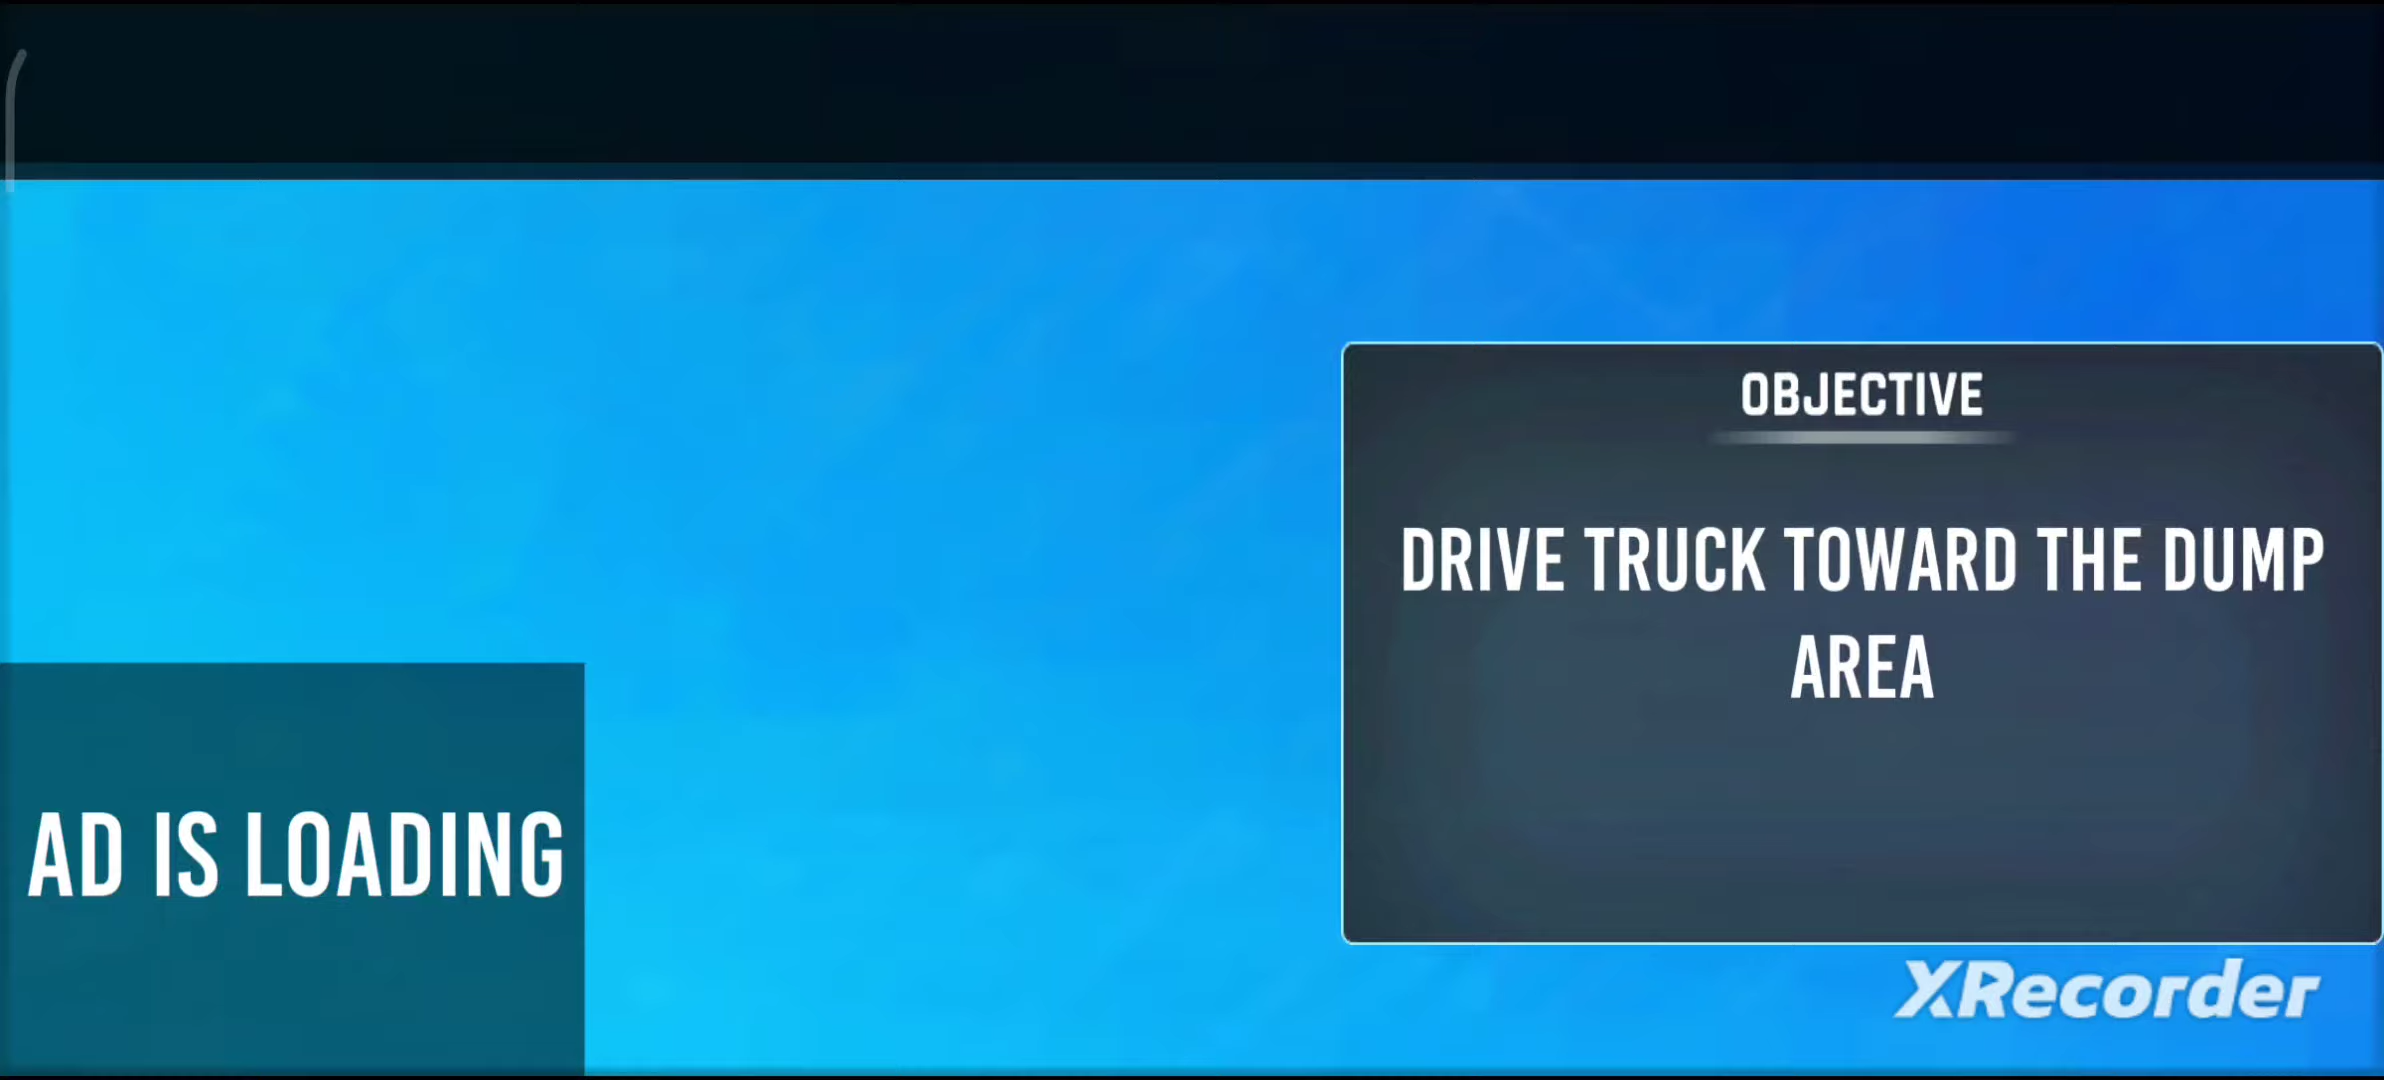 OBJECTIVE
DRIVE TRUCK TOWARD THE DUMP
AREA
AD IS LOADING
XRecorder